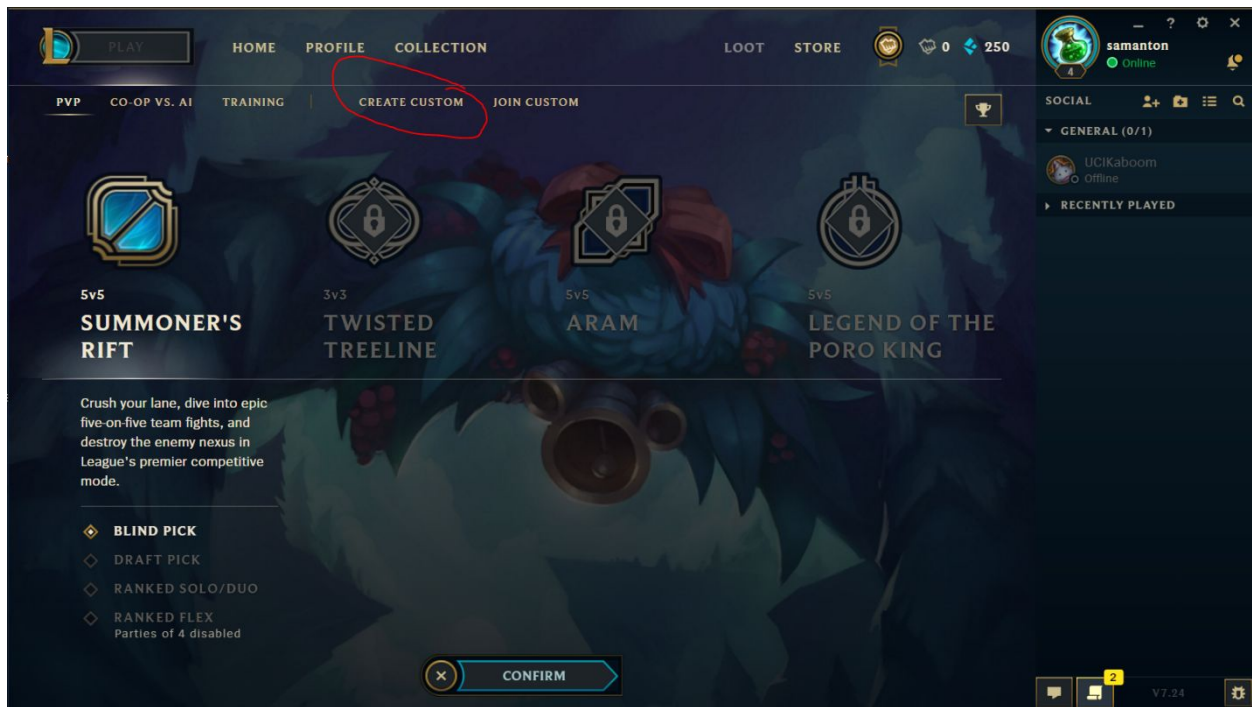 PLAY
HOME PROFILE COLLECTION
LOOT STORE 0 250
? 
samanton
4
Online
PVP CO-OP VS. AI TRAINING CREATE CUSTOM JOIN CUSTOM
SOCIAL
GENERAL (0/1)
UCIKaboom
Offline
RECENTLY PLAYED
5v5
SUMMONER'S
RIFT
3v3
TWISTED
TREELINE
5v5
ARAM
5v5
LEGEND OF THE
PORO KING
Crush your lane, dive into epic
five-on-five team fights, and
destroy the enemy nexus in
League's premier competitive
mode.
BLIND PICK
DRAFT PICK
RANKED SOLO/DUO
RANKED FLEX
Parties of 4 disabled
CONFIRM
2
V7.24